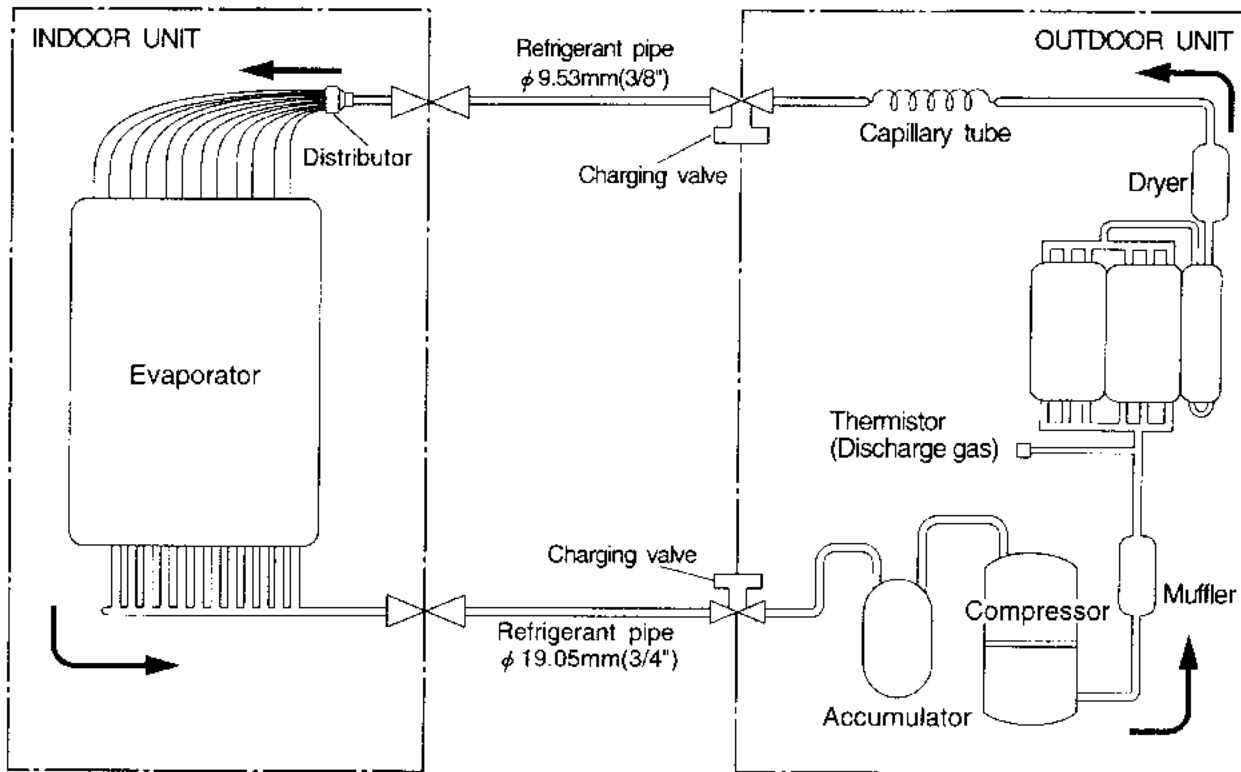 INDOOR UNIT
Refrigerant pipe
φ 9.53mm(3/8")
OUTDOOR UNIT
Distributor
Charging valve
Capillary tube
Dryer
Evaporator
Thermistor
(Discharge gas)
Charging valve
Refrigerant pipe
φ 19.05mm(3/4")
Accumulator
Compressor
Muffler